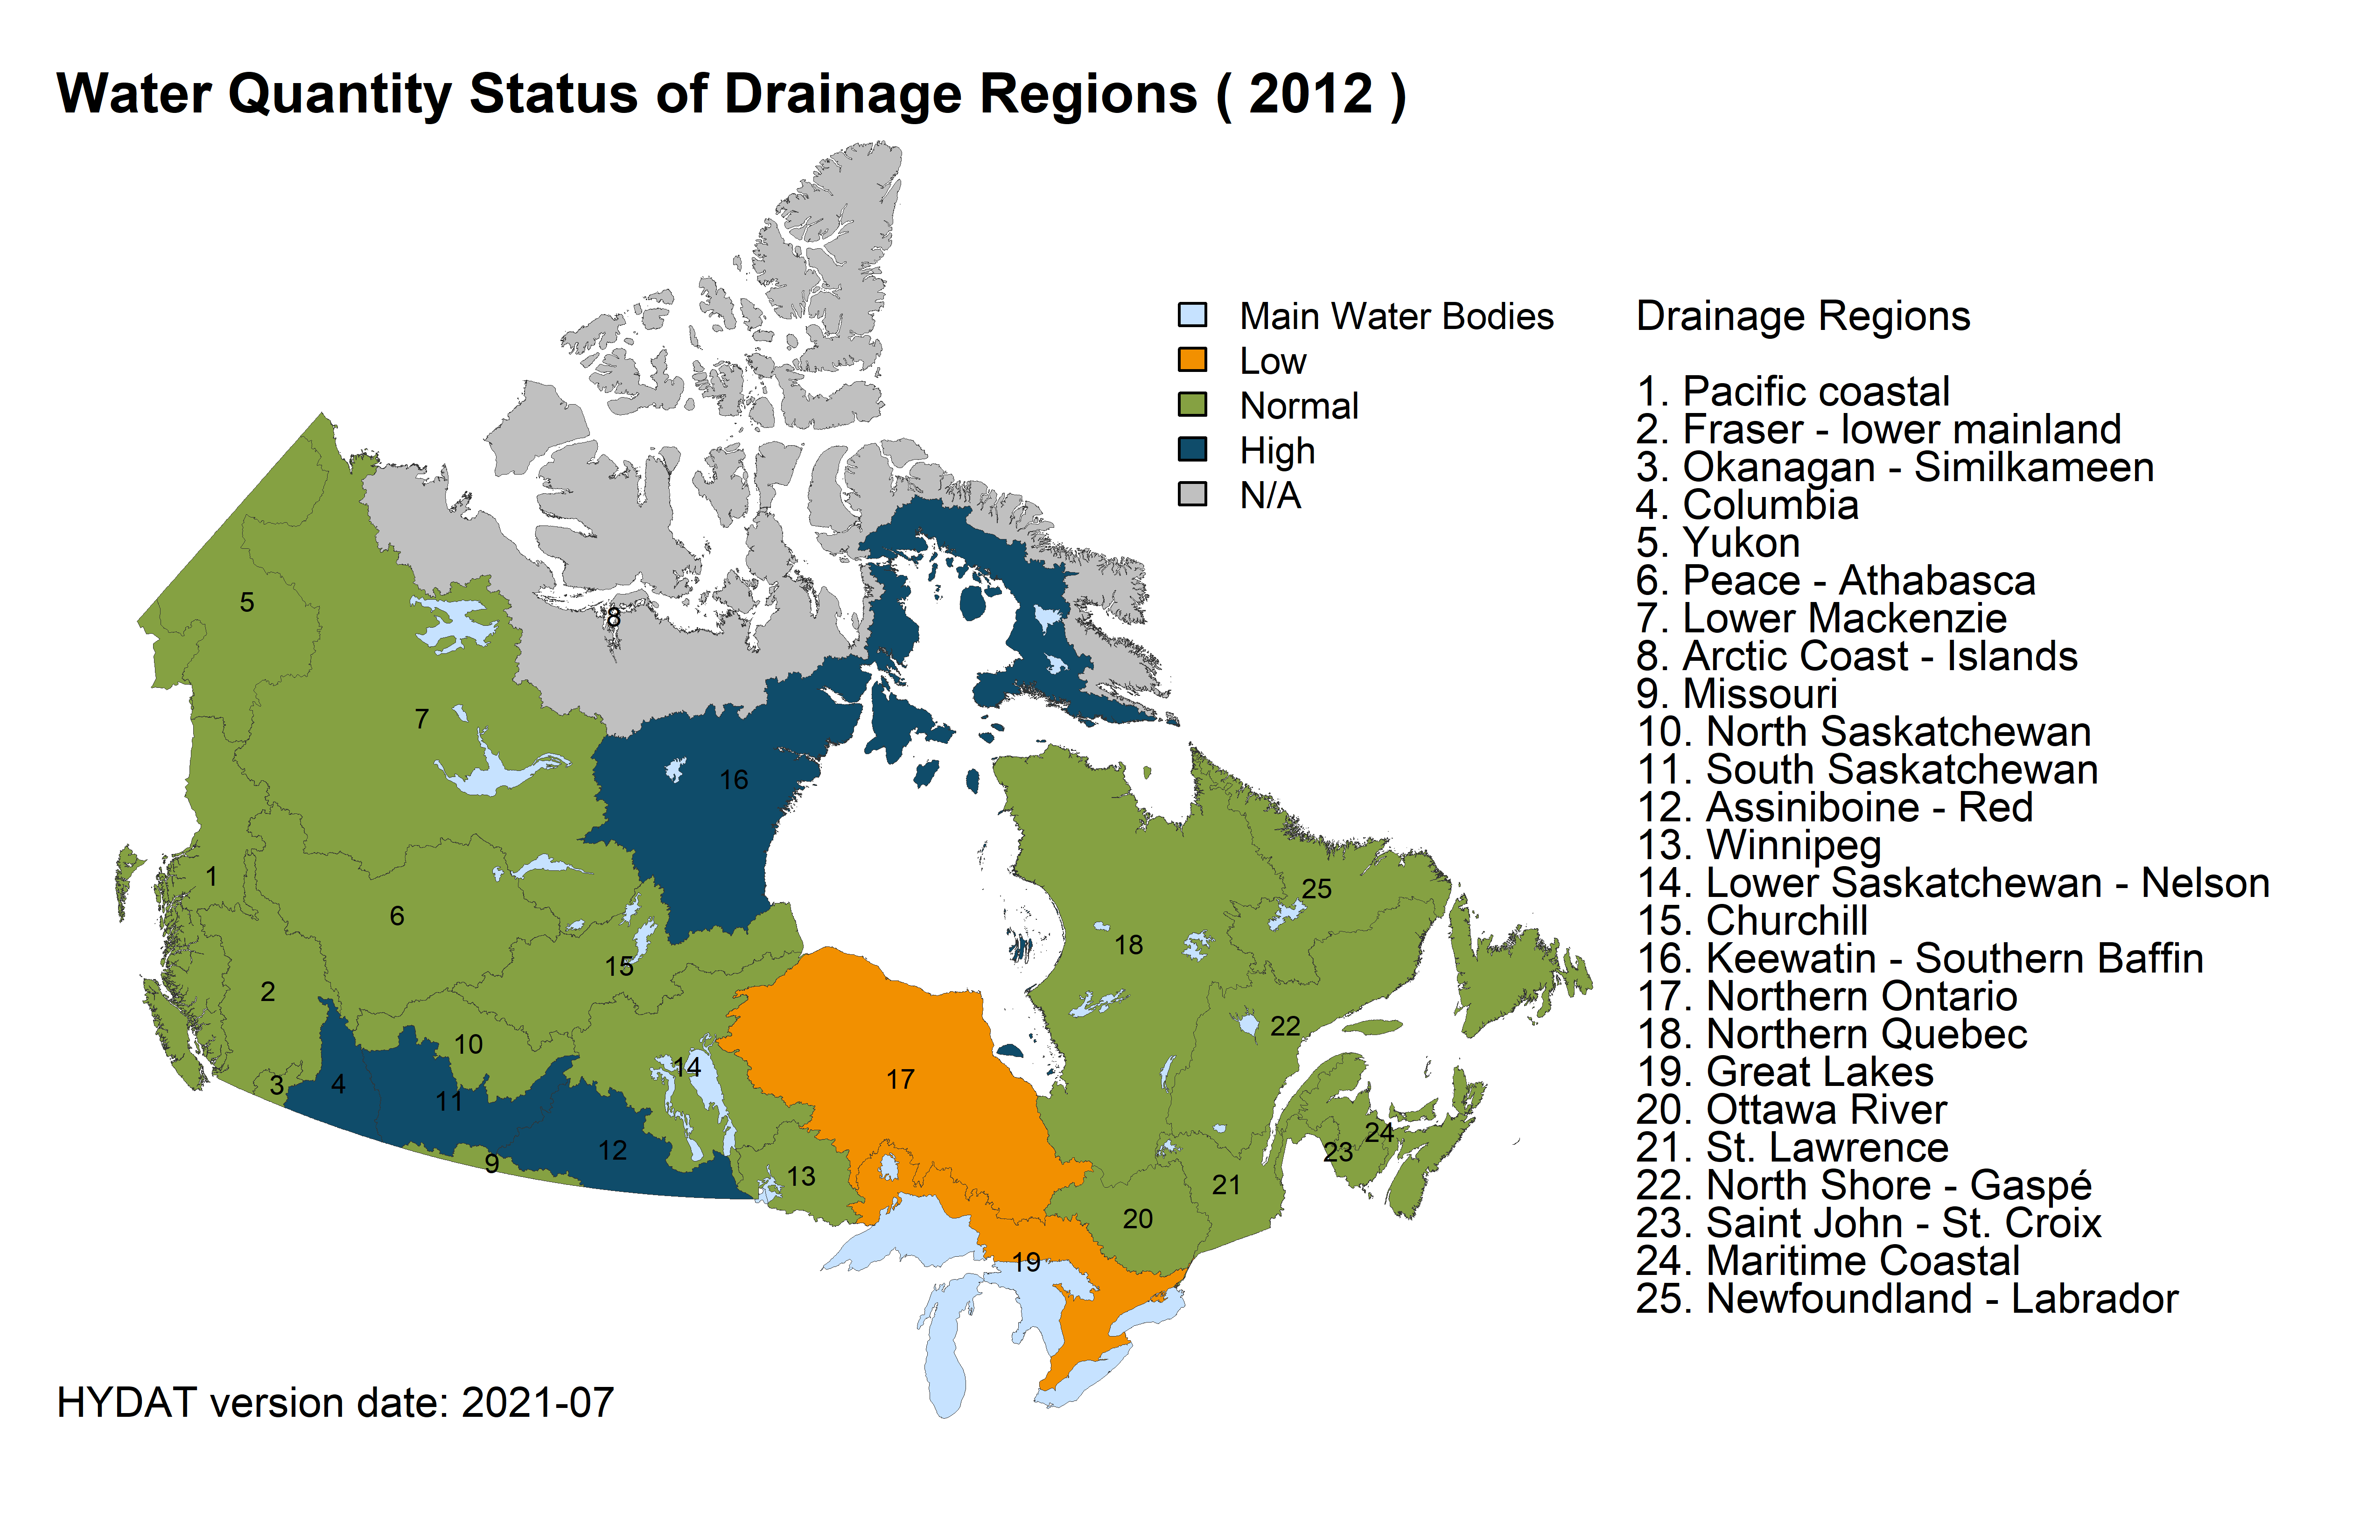 Water Quantity Status of Drainage Regions ( 2012 )
Main Water Bodies
Low
Normal
High
N/A
Drainage Regions
1. Pacific coastal
2. Fraser - lower mainland
3. Okanagan - Similkameen
4. Columbia
5. Yukon
6. Peace - Athabasca
7. Lower Mackenzie
8. Arctic Coast - Islands
9. Missouri
10. North Saskatchewan
11. South Saskatchewan
12. Assiniboine - Red
13. Winnipeg
14. Lower Saskatchewan - Nelson
15. Churchill
16. Keewatin - Southern Baffin
17. Northern Ontario
18. Northern Quebec
19. Great Lakes
20. Ottawa River
21. St. Lawrence
22. North Shore - Gaspé
23. Saint John - St. Croix
24. Maritime Coastal
25. Newfoundland - Labrador
5
8
7
16
1
25
6
18
15
2
22
10
14
17
3
4
11
24
12
23
9
13
21
20
19
HYDAT version date: 2021-07